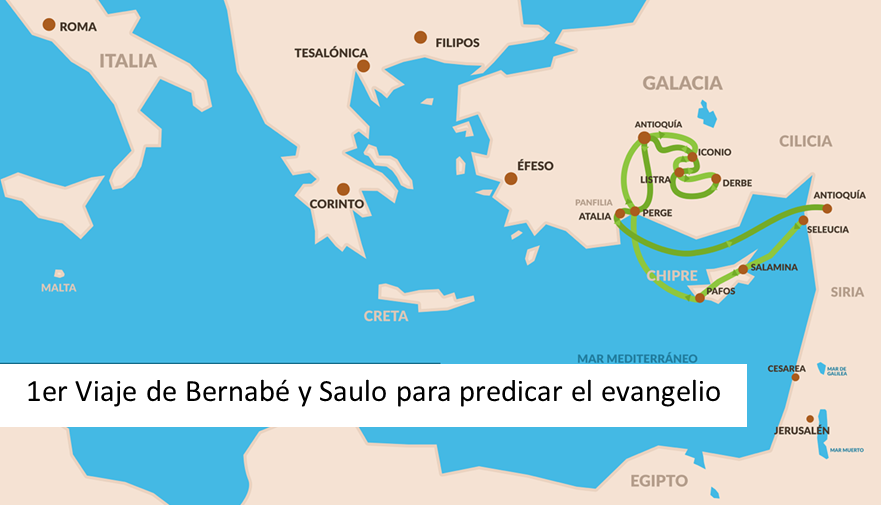 ROMA
ITALIA
TESALÓNICA
FILIPOS
GALACIA
ANTIOQUÍA
CILICIA
ICONIO
ÉFESO
LISTRA
DERBE
ANTIOQUÍA
CORINTO
PANFILIA
ATALIA
PERGE
SELEUCIA
CHIPRE
SALAMINA
MALTA
PAFOS
SIRIA
CRETA
MAR MEDITERRÁNEO
CESAREA
MAR DE
GALILEA
1er Viaje de Bernabé y Saulo para predicar el evangelio
JERUSALÉN
MAR MUERTO
EGIPTO